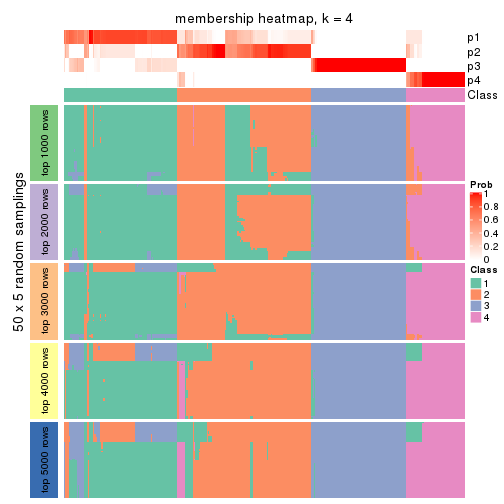 membership heatmap, k = 4
p1
p2
p3
p4
Class
50 x 5 random samplings
top 1000 rows
top 2000 rows
top 3000 rows
top 4000 rows
top 5000 rows
Prob
1
0.8
0.6
0.4
0.2
0
Class
1
2
3
4